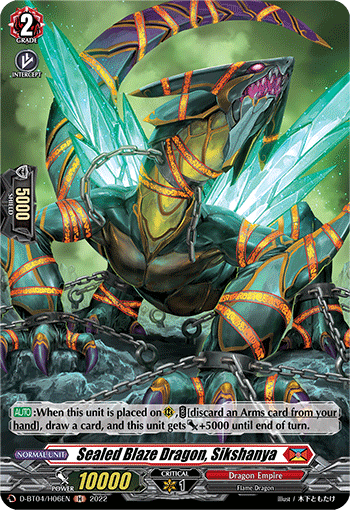 2
GRADE
INTERCEPT
5000
SHIELD
AUTO:When this unit is placed on R, [discard an Arms card from your
hand], draw a card, and this unit gets +5000 until end of turn.
NORMAL UNIT
Sealed Blaze Dragon, Sikshanya
POWER 10000
CRITICAL
1
Dragon Empire
Flame Dragon
D-BT04/H06EN H 2022
Illust / 木下ともたけ